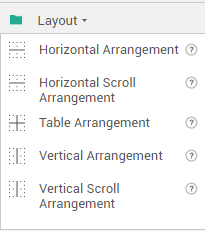 Layout
Horizontal Arrangement ?
Horizontal Scroll ?
Arrangement
Table Arrangement ?
Vertical Arrangement ?
Vertical Scroll ?
Arrangement